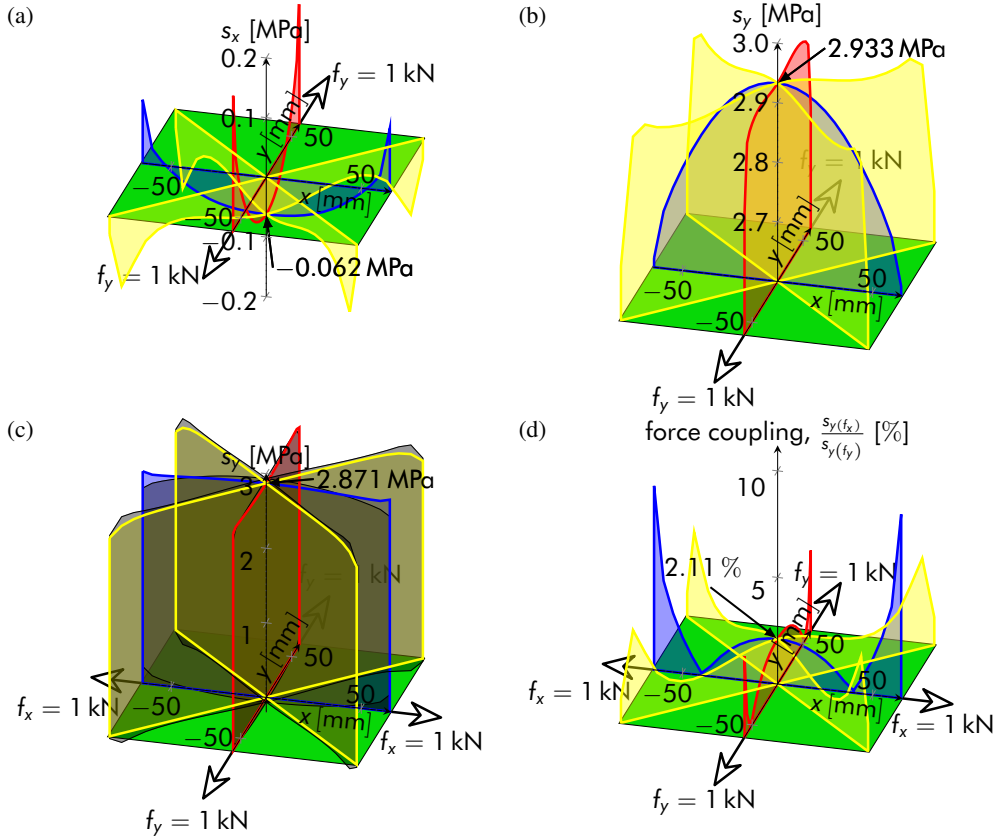 (a)
s_x [MPa]
0.2
f_y = 1 kN
0.1
y [mm]
50
50
−50
x [mm]
−50
−0.1
f_y = 1 kN
−0.062 MPa
−0.2
(b)
s_y [MPa]
3.0
2.933 MPa
2.9
2.8
f_y = 1 kN
2.7
y [mm]
50
−50
50
x [mm]
−50
f_y = 1 kN
(c)
s_y [MPa]
3
2.871 MPa
2
f_y = 1 kN
1
y [mm]
50
f_x = 1 kN
−50
50
x [mm]
−50
f_x = 1 kN
f_y = 1 kN
(d)
force coupling, s_y(f_x)/s_y(f_y) [%]
10
2.11 %
5
f_y = 1 kN
y [mm]
50
f_x = 1 kN
−50
50
x [mm]
−50
f_x = 1 kN
f_y = 1 kN